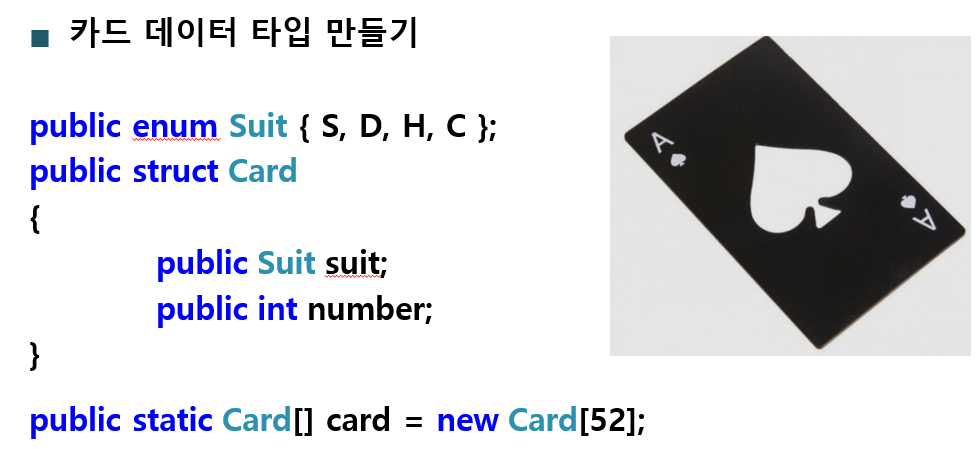 ■ 카드 데이터 타입 만들기
public enum Suit { S, D, H, C };
public struct Card
{
public Suit suit;
public int number;
}
public static Card[] card = new Card[52];
A
A